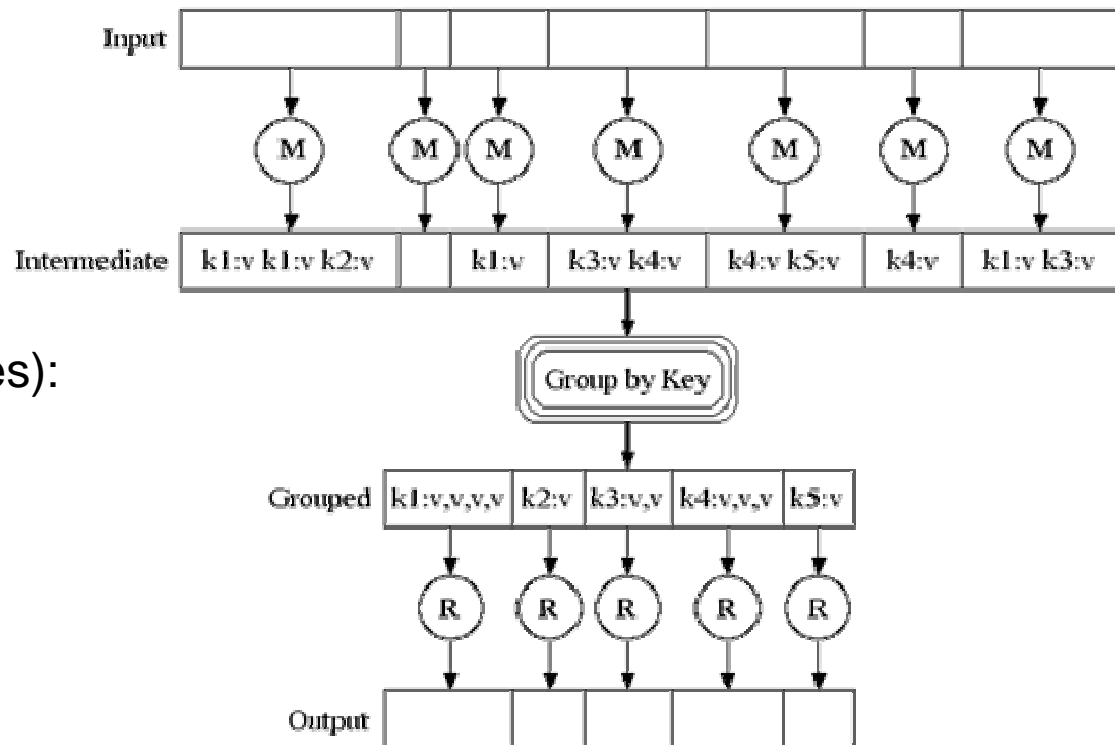 Input
M M M M M M M
Intermediate k1:v k1:v k2:v k1:v k3:v k4:v k4:v k5:v k4:v k1:v k3:v
es):
Group by Key
Grouped k1:v,v,v,v k2:v k3:v,v k4:v,v,v k5:v
R R R R R
Output